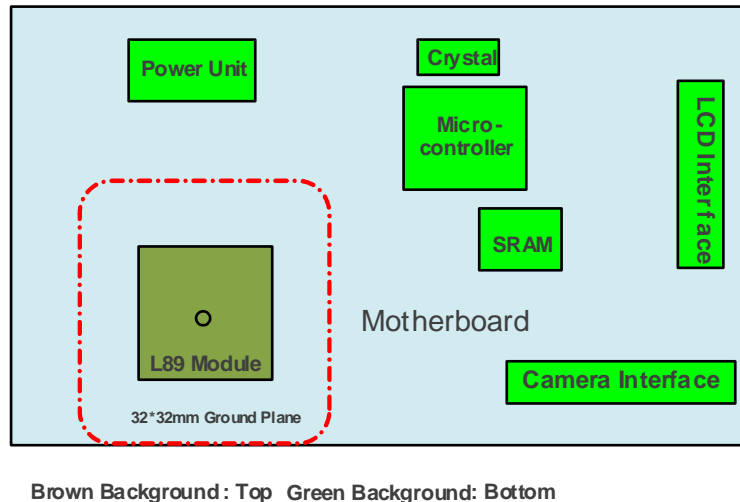 Power Unit
Crystal
Micro-
controller
LCD Interface
SRAM
Motherboard
L89 Module
Camera Interface
32*32mm Ground Plane
Brown Background : Top Green Background: Bottom